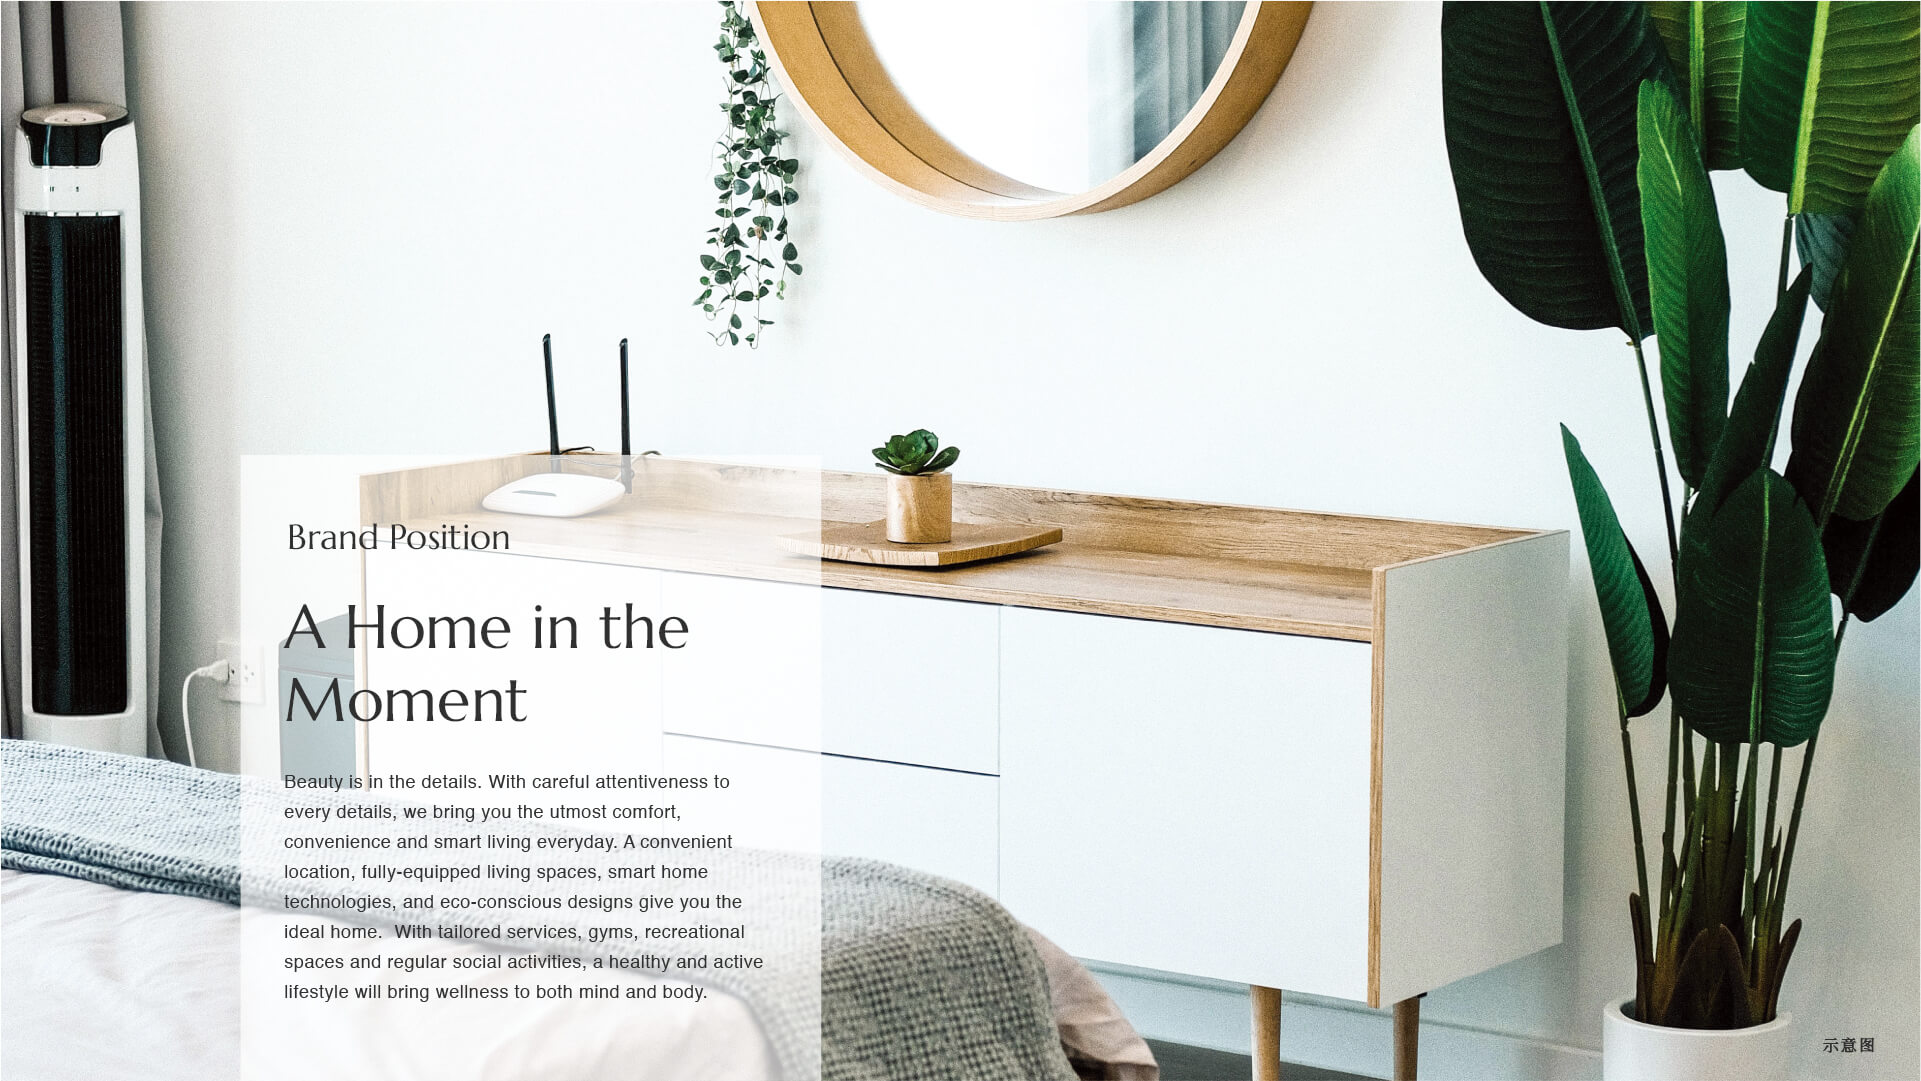 Brand Position
A Home in the
Moment
Beauty is in the details. With careful attentiveness to
every details, we bring you the utmost comfort,
convenience and smart living everyday. A convenient
location, fully-equipped living spaces, smart home
technologies, and eco-conscious designs give you the
ideal home.  With tailored services, gyms, recreational
spaces and regular social activities, a healthy and active
lifestyle will bring wellness to both mind and body.
示意图